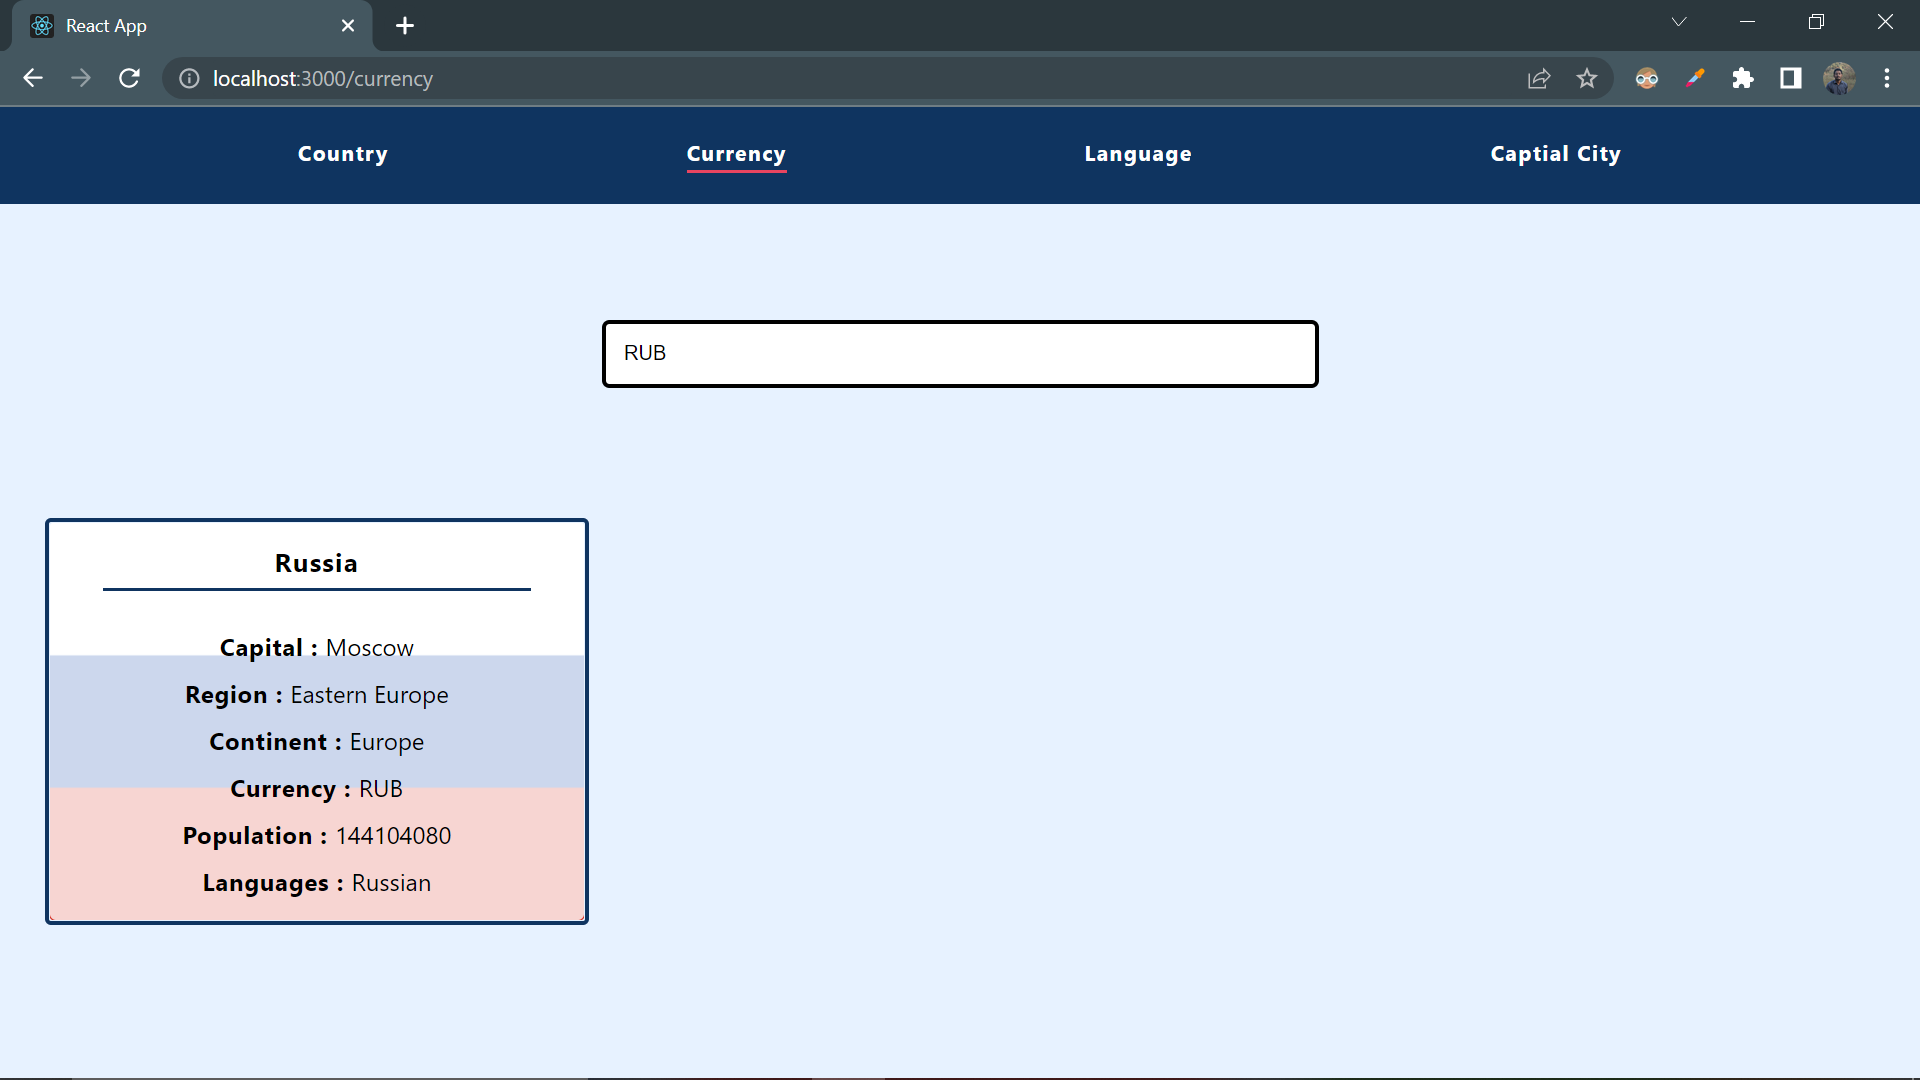 React App
localhost:3000/currency
Country Currency Language Captial City
RUB
Russia
Capital : Moscow
Region : Eastern Europe
Continent : Europe
Currency : RUB
Population : 144104080
Languages : Russian